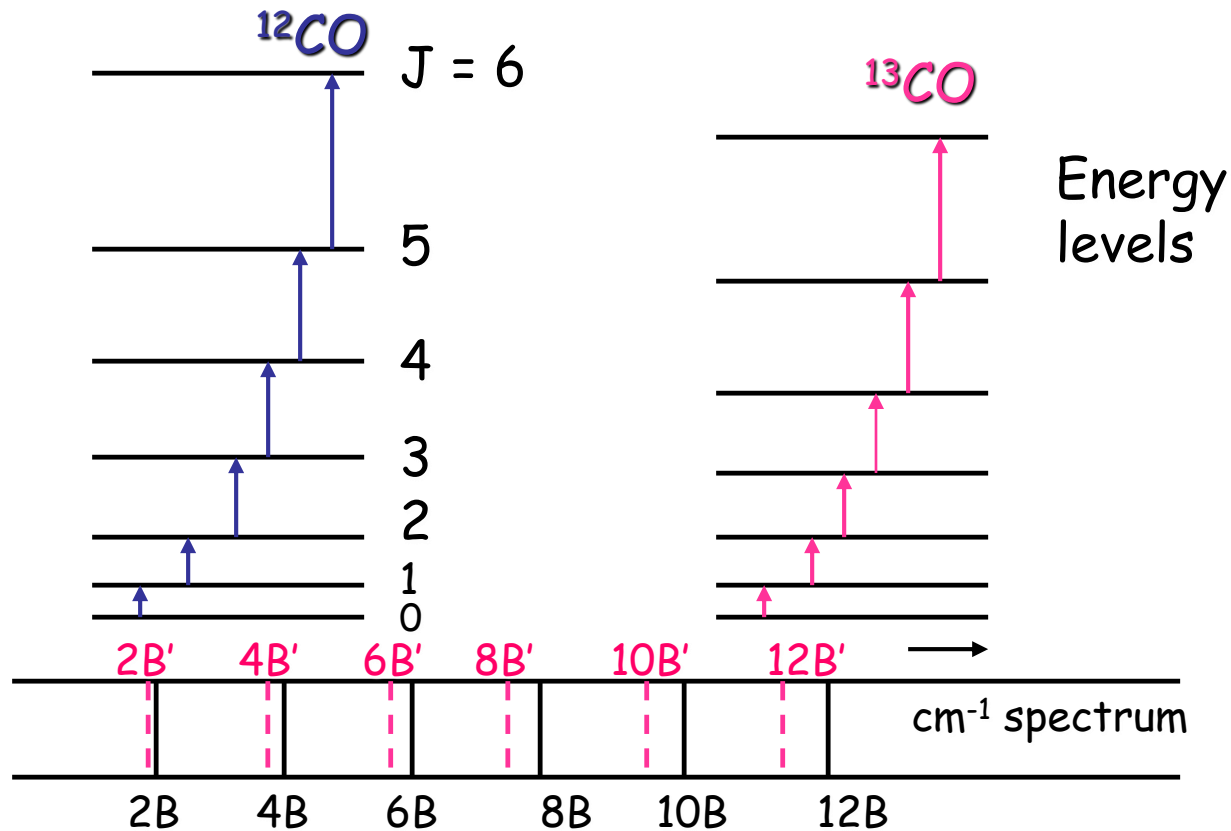 ¹²CO
J = 6
5
4
3
2
1
0
¹³CO
Energy
levels
2B' 4B' 6B' 8B' 10B' 12B'
cm⁻¹ spectrum
2B 4B 6B 8B 10B 12B